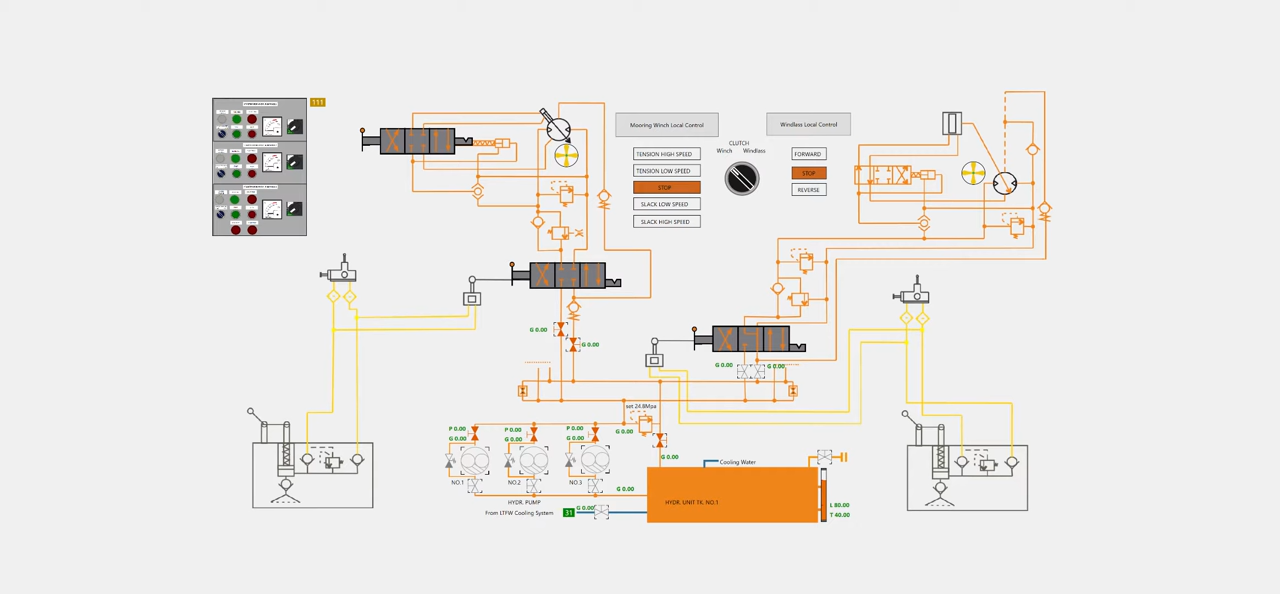 111
Mooring Winch Local Control
Windlass Local Control
CLUTCH
Winch Windlass
TENSION HIGH SPEED
TENSION LOW SPEED
STOP
SLACK LOW SPEED
SLACK HIGH SPEED
FORWARD
STOP
REVERSE
G 0.00
G 0.00
G 0.00
G 0.00
set 24.8Mpa
P 0.00
G 0.00
P 0.00
G 0.00
P 0.00
G 0.00
G 0.00
G 0.00
Cooling Water
NO.1
NO.2
NO.3
G 0.00
HYDR. PUMP
HYDR. UNIT TK. NO.1
L 80.00
T 40.00
From LTFW Cooling System
31
G 0.00